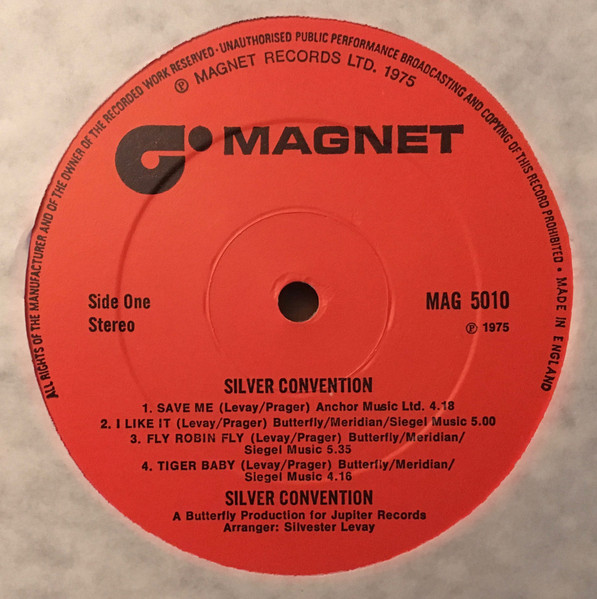 ALL RIGHTS OF THE MANUFACTURER AND OF THE OWNER OF THE RECORDED WORK RESERVED · UNAUTHORISED PUBLIC PERFORMANCE BROADCASTING AND COPYING OF THIS RECORD PROHIBITED • MADE IN ENGLAND
℗ MAGNET RECORDS LTD. 1975
MAGNET
Side One
Stereo
MAG 5010
℗ 1975
SILVER CONVENTION
1. SAVE ME (Levay/Prager) Anchor Music Ltd. 4.18
2. I LIKE IT (Levay/Prager) Butterfly/Meridian/Siegel Music 5.00
3. FLY ROBIN FLY (Levay/Prager) Butterfly/Meridian/
Siegel Music 5.35
4. TIGER BABY (Levay/Prager) Butterfly/Meridian/
Siegel Music 4.16
SILVER CONVENTION
A Butterfly Production for Jupiter Records
Arranger: Silvester Levay